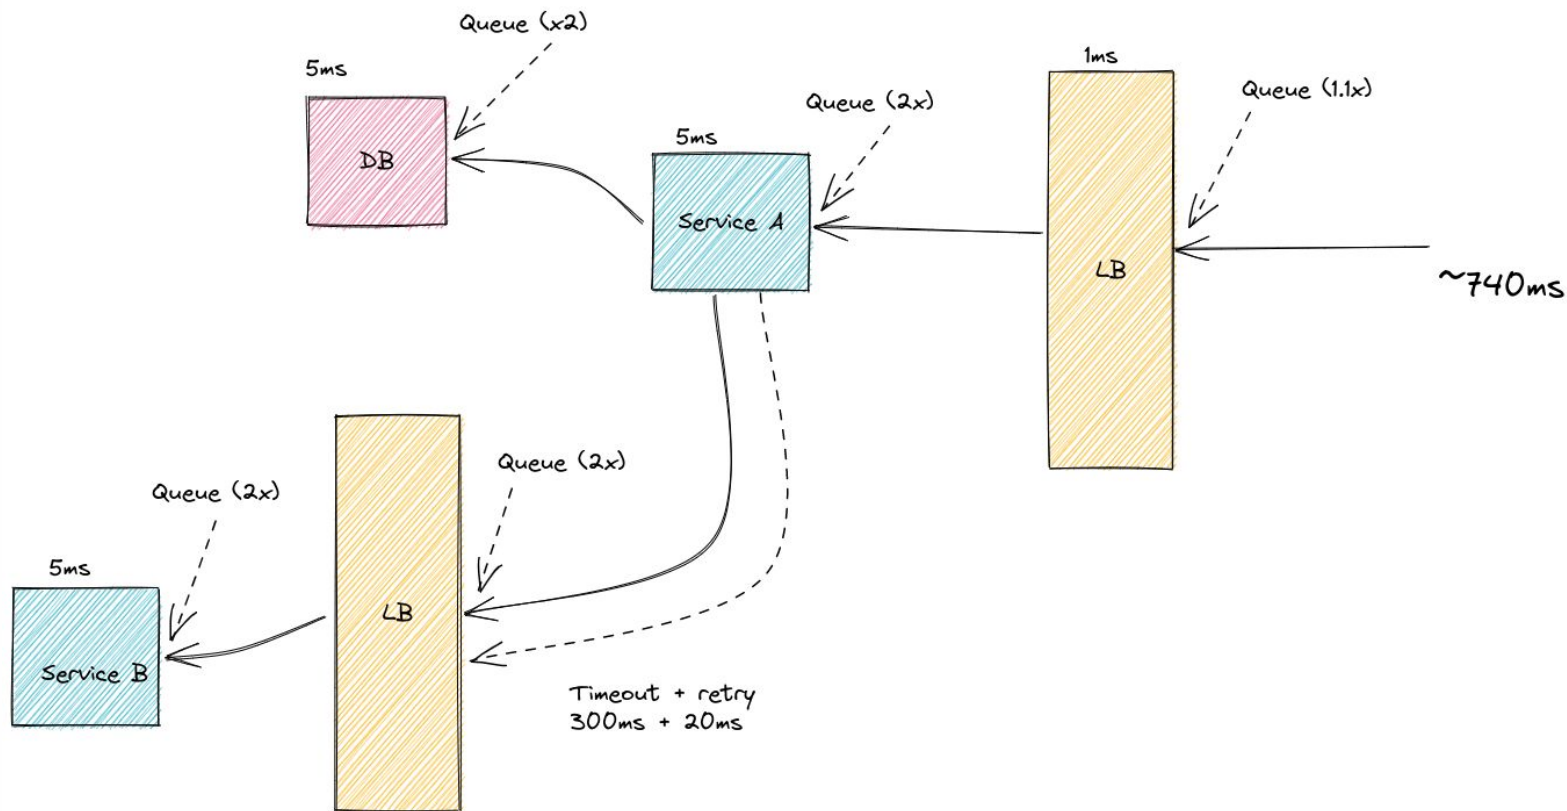 Queue (x2)
5ms
DB
Queue (2x)
5ms
Service A
1ms
LB
Queue (1.1x)
~740ms
Queue (2x)
5ms
Service B
Queue (2x)
LB
Timeout + retry
300ms + 20ms